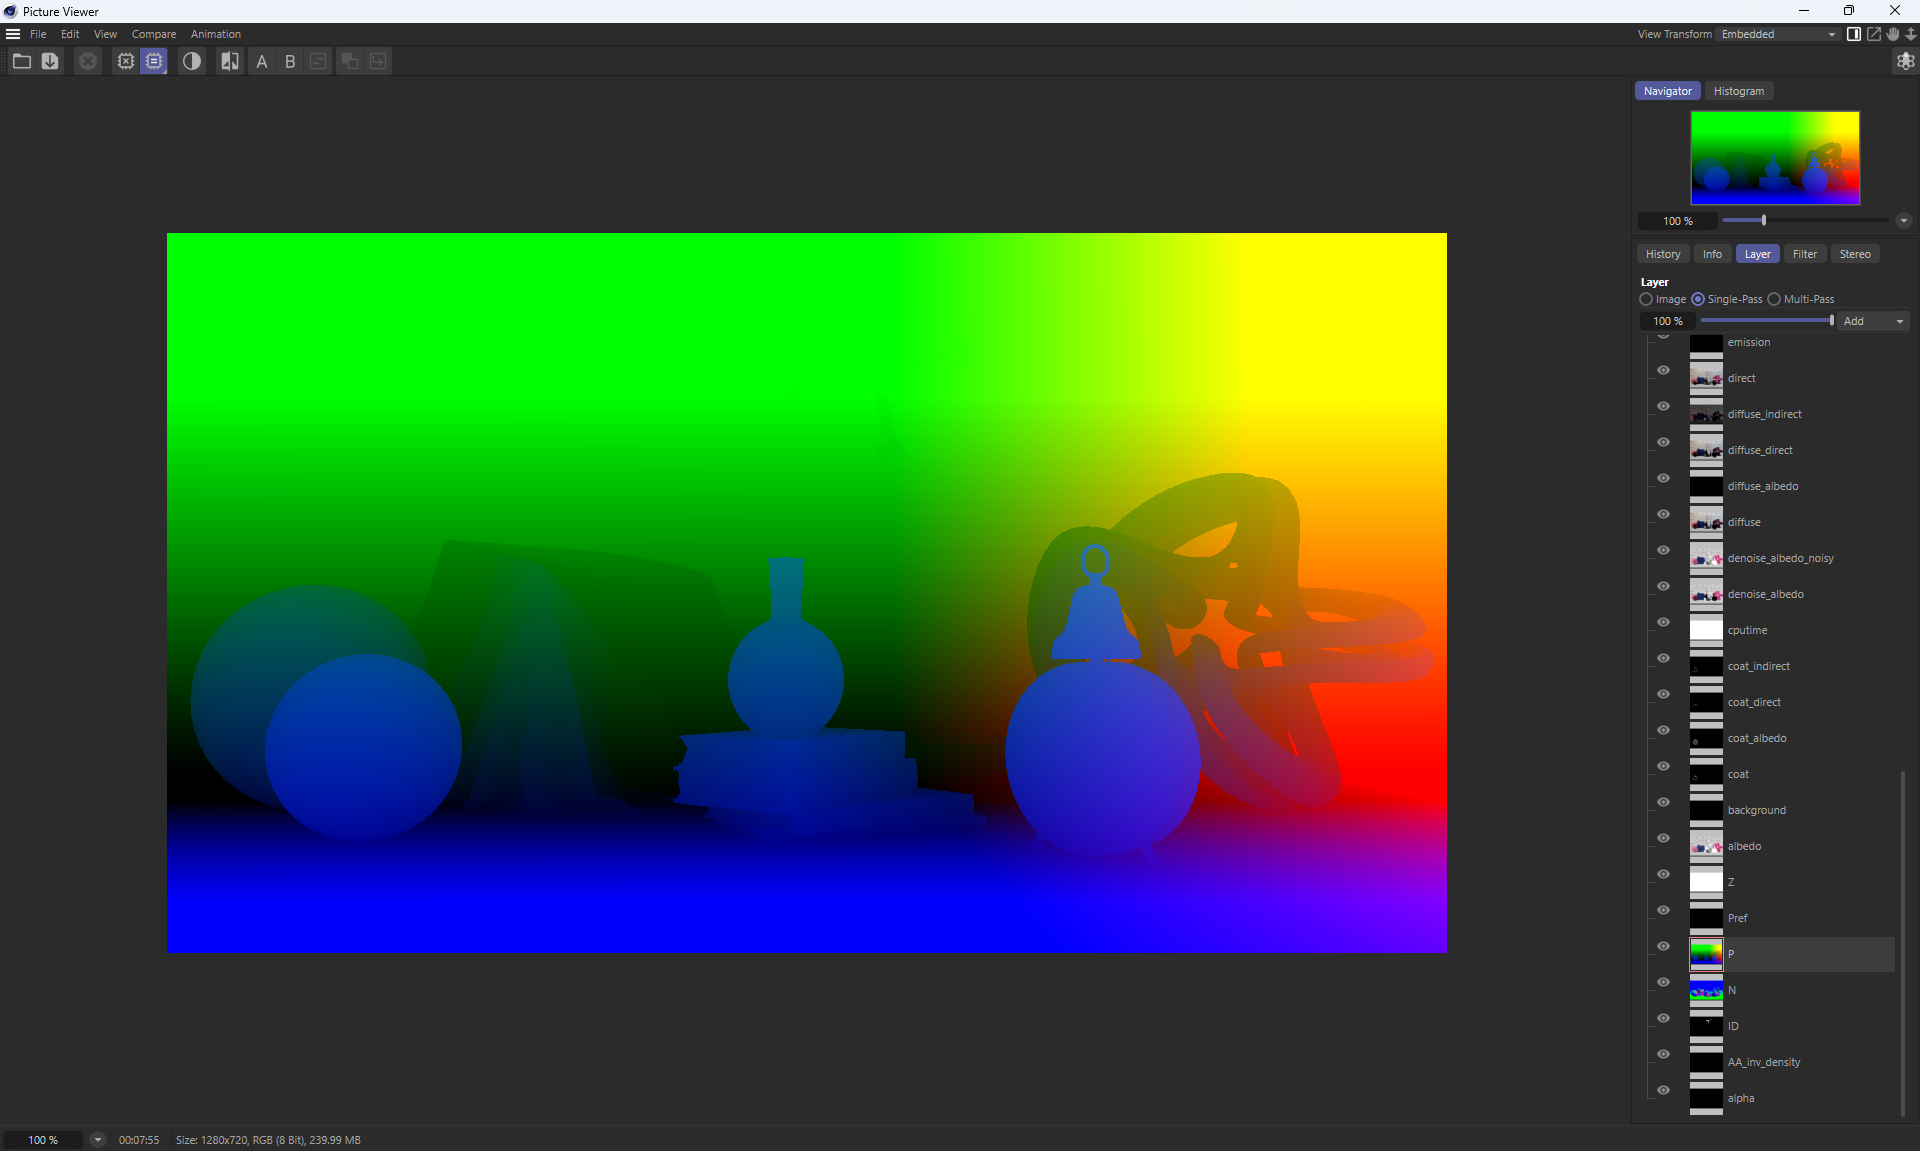 Picture Viewer
File Edit View Compare Animation
View Transform Embedded
A B
Navigator Histogram
100 %
History Info Layer Filter Stereo
Layer
Image Single-Pass Multi-Pass
100 % Add
emission
direct
diffuse_indirect
diffuse_direct
diffuse_albedo
diffuse
denoise_albedo_noisy
denoise_albedo
cputime
coat_indirect
coat_direct
coat_albedo
coat
background
albedo
Z
Pref
P
N
ID
AA_inv_density
alpha
100 % 00:07:55 Size: 1280x720, RGB (8 Bit), 239.99 MB